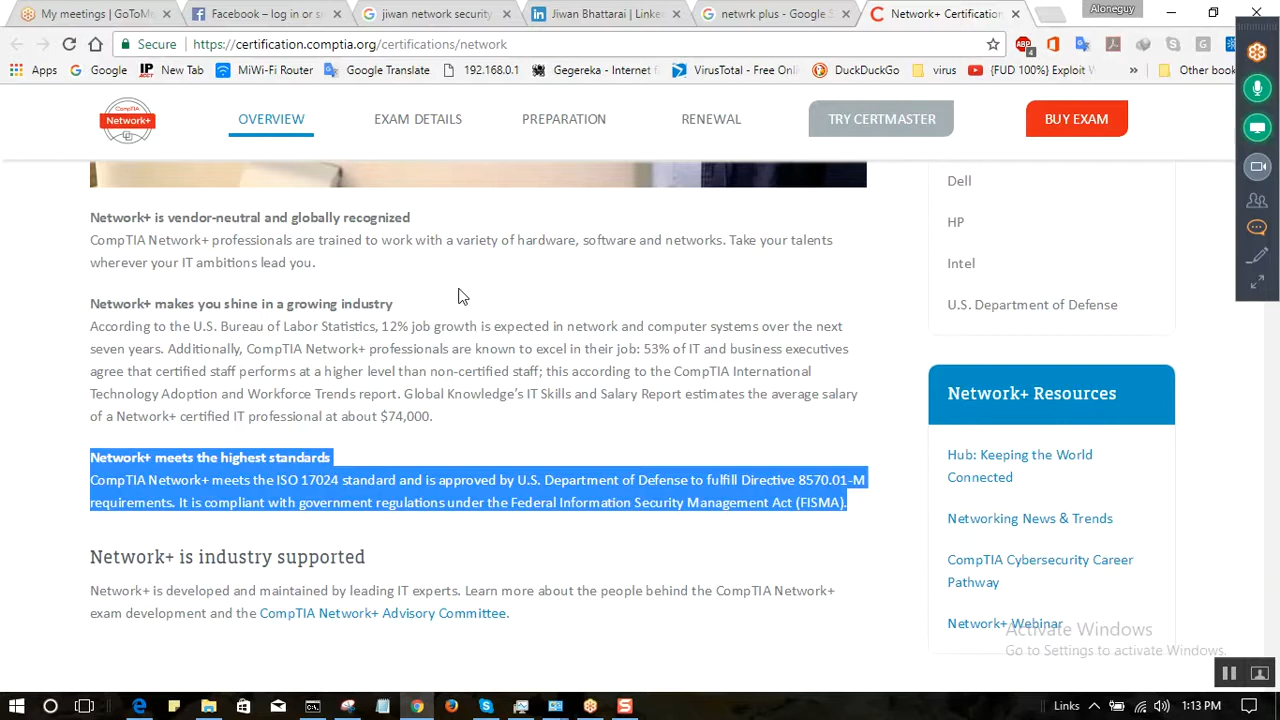 My meetings | GoToMe
Facebook – log in or s
jiwan network security
Jiwan Bhattarai | Linke
netwrk plus - Google S
Network+ Certification
Aloneguy
Secure
https://certification.comptia.org/certifications/network
4
Apps
Google
IP
ACCT
New Tab
MiWi-Fi Router
Google Translate
192.168.0.1
Gegereka - Internet f
VirusTotal - Free Onl
DuckDuckGo
virus
{FUD 100%} Exploit W
»
Other book
CompTIA
Network+
OVERVIEW
EXAM DETAILS
PREPARATION
RENEWAL
TRY CERTMASTER
BUY EXAM
Network+ is vendor-neutral and globally recognized
CompTIA Network+ professionals are trained to work with a variety of hardware, software and networks. Take your talents
wherever your IT ambitions lead you.
Network+ makes you shine in a growing industry
According to the U.S. Bureau of Labor Statistics, 12% job growth is expected in network and computer systems over the next
seven years. Additionally, CompTIA Network+ professionals are known to excel in their job: 53% of IT and business executives
agree that certified staff performs at a higher level than non-certified staff; this according to the CompTIA International
Technology Adoption and Workforce Trends report. Global Knowledge’s IT Skills and Salary Report estimates the average salary
of a Network+ certified IT professional at about $74,000.
Network+ meets the highest standards
CompTIA Network+ meets the ISO 17024 standard and is approved by U.S. Department of Defense to fulfill Directive 8570.01-M
requirements. It is compliant with government regulations under the Federal Information Security Management Act (FISMA).
Network+ is industry supported
Network+ is developed and maintained by leading IT experts. Learn more about the people behind the CompTIA Network+
exam development and the CompTIA Network+ Advisory Committee.
Dell
HP
Intel
U.S. Department of Defense
Network+ Resources
Hub: Keeping the World
Connected
Networking News & Trends
CompTIA Cybersecurity Career
Pathway
Network+ Webinar
Activate Windows
Go to Settings to activate Windows.
Links
1:13 PM